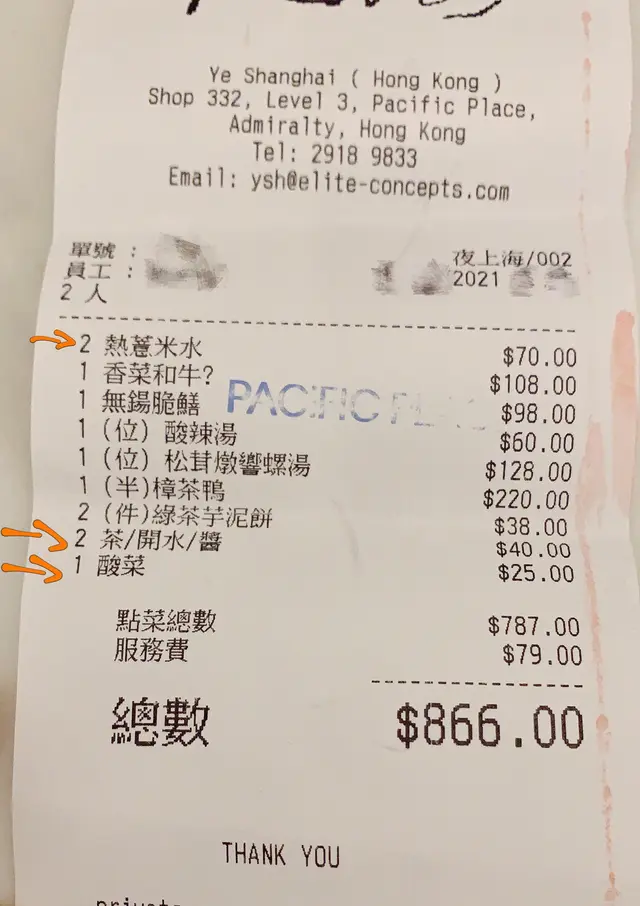 Ye Shanghai ( Hong Kong )
Shop 332, Level 3, Pacific Place,
Admiralty, Hong Kong
Tel: 2918 9833
Email: ysh@elite-concepts.com
單號 :
夜上海/002
員工 :
2021
2 人
2 熱薏米水 $70.00
1 香菜和牛? $108.00
1 無鍚脆鱔 $98.00
PACIFIC PLAC
1 (位) 酸辣湯 $60.00
1 (位) 松茸燉響螺湯 $128.00
1 (半)樟茶鴨 $220.00
2 (件)綠茶芋泥餅 $38.00
2 茶/開水/醬 $40.00
1 酸菜 $25.00
點菜總數 $787.00
服務費 $79.00
總數 $866.00
THANK YOU